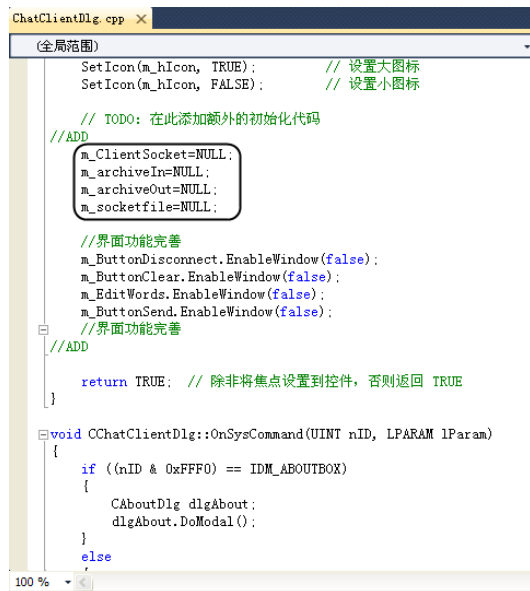 ChatClientDlg.cpp ×
(全局范围)
SetIcon(m_hIcon, TRUE); // 设置大图标
SetIcon(m_hIcon, FALSE); // 设置小图标
// TODO: 在此添加额外的初始化代码
//ADD
m_ClientSocket=NULL;
m_archiveIn=NULL;
m_archiveOut=NULL;
m_socketfile=NULL;
//界面功能完善
m_ButtonDisconnect.EnableWindow(false);
m_ButtonClear.EnableWindow(false);
m_EditWords.EnableWindow(false);
m_ButtonSend.EnableWindow(false);
//界面功能完善
//ADD
return TRUE; // 除非将焦点设置到控件，否则返回 TRUE
}
void CChatClientDlg::OnSysCommand(UINT nID, LPARAM lParam)
{
if ((nID & 0xFFF0) == IDM_ABOUTBOX)
{
CAboutDlg dlgAbout;
dlgAbout.DoModal();
}
else
100 %